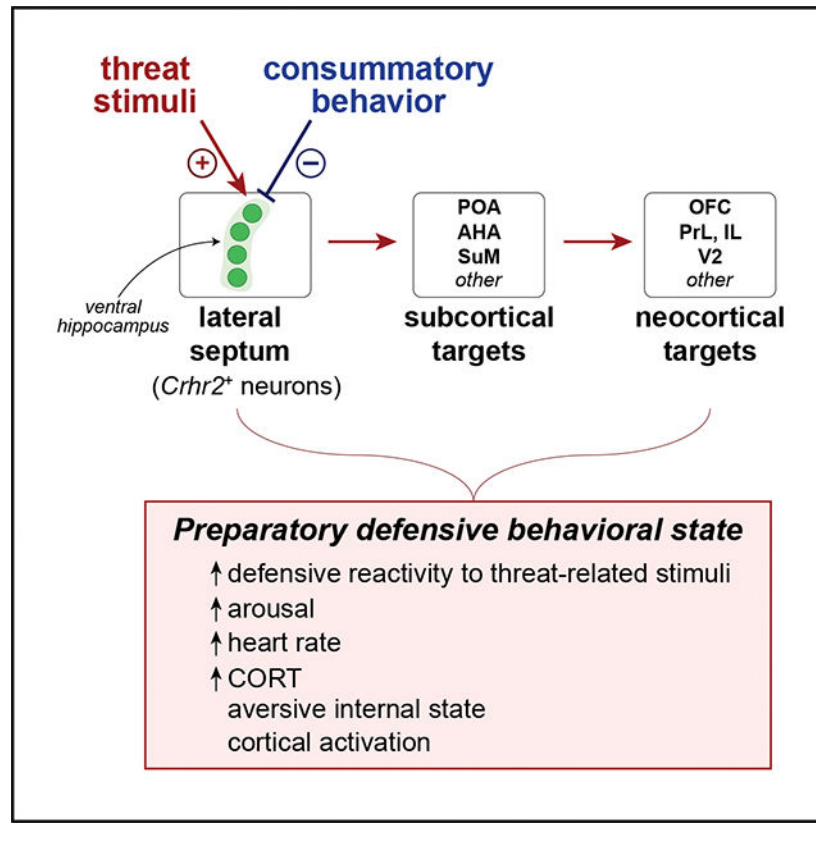 threat
stimuli
consummatory
behavior
+
−
ventral
hippocampus
lateral
septum
(Crhr2⁺ neurons)
POA
AHA
SuM
other
subcortical
targets
OFC
PrL, IL
V2
other
neocortical
targets
Preparatory defensive behavioral state
↑ defensive reactivity to threat-related stimuli
↑ arousal
↑ heart rate
↑ CORT
aversive internal state
cortical activation